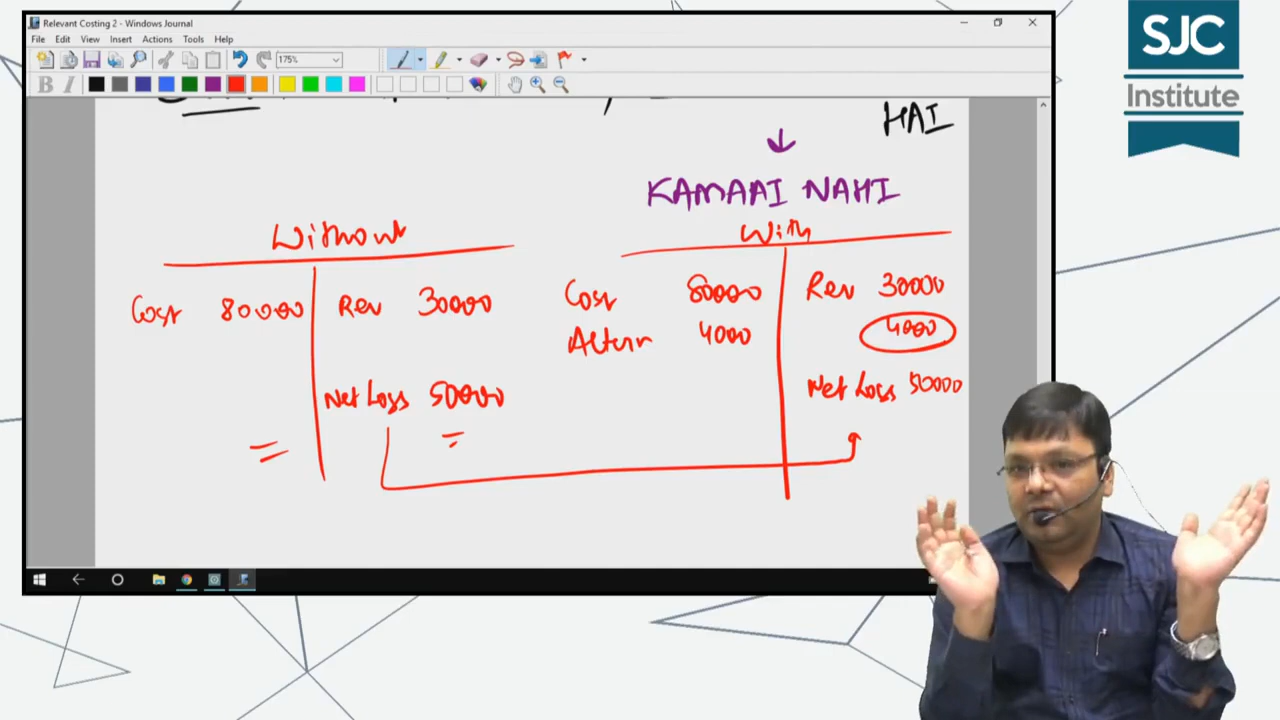 Relevant Costing 2 - Windows Journal
File Edit View Insert Actions Tools Help
175%
B I
HAI
KAMAAI NAHI
Without
Cost 80000 Rev 30000
Net Loss 50000
With
Cost 80000 Rev 30000
Altern 4000 4000
Net Loss 50000
SJC
Institute